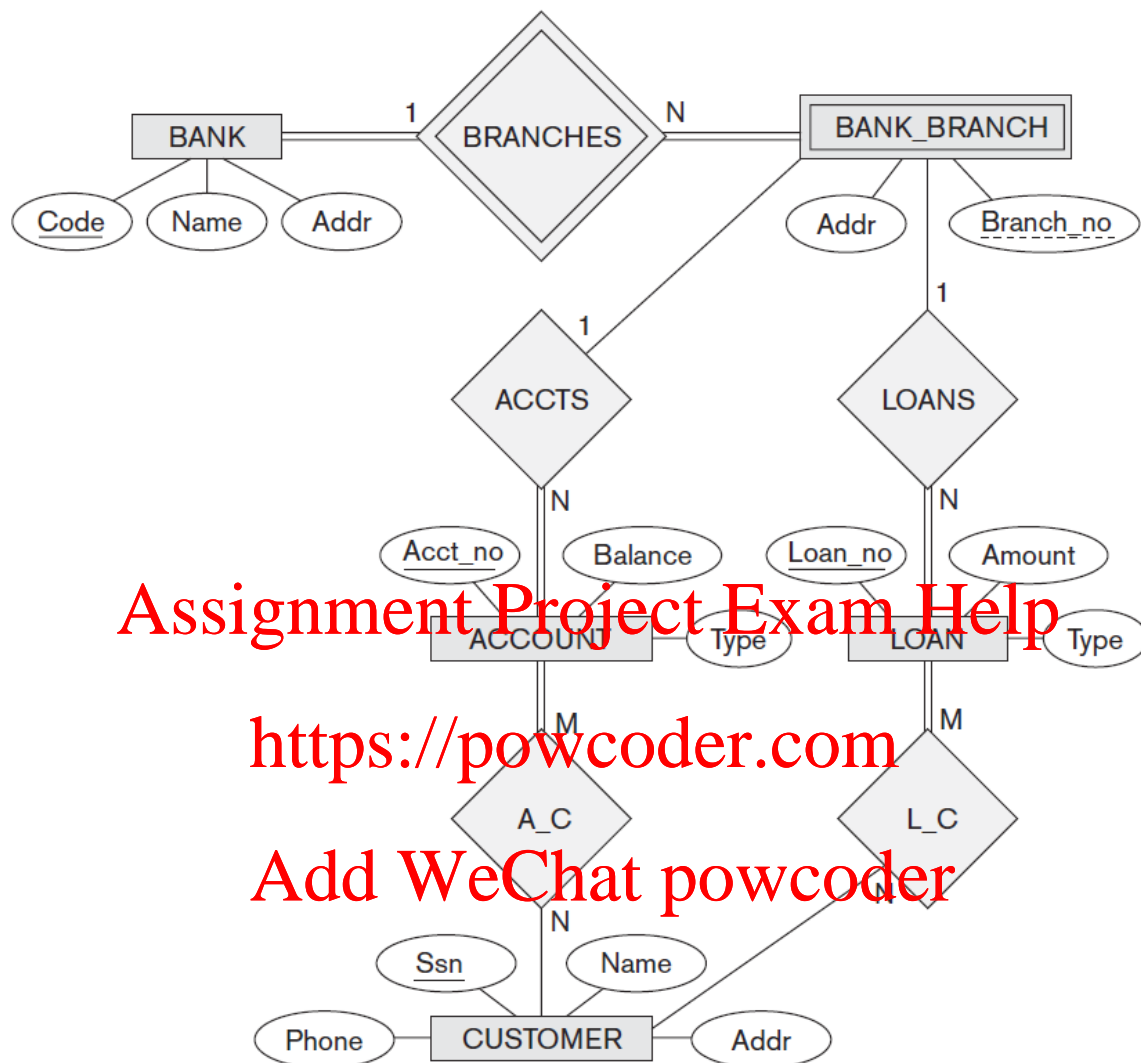 1
N
BANK
BRANCHES
BANK_BRANCH
Code
Name
Addr
Addr
Branch_no
1
1
ACCTS
LOANS
N
N
Acct_no
Balance
Loan_no
Amount
Assignment Project Exam Help
ACCOUNT
Type
LOAN
Type
M
M
https://powcoder.com
A_C
L_C
Add WeChat powcoder
N
N
Ssn
Name
Phone
CUSTOMER
Addr